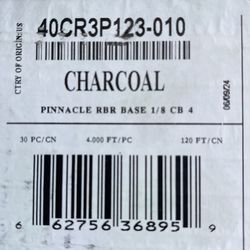 CTRY OF ORIGIN: US
40CR3P123-010
CHARCOAL
PINNACLE RBR BASE 1/8 CB 4
06/09/24
30 PC/CN 4.000 FT/PC 120 FT/CN
6 62756 36895 9